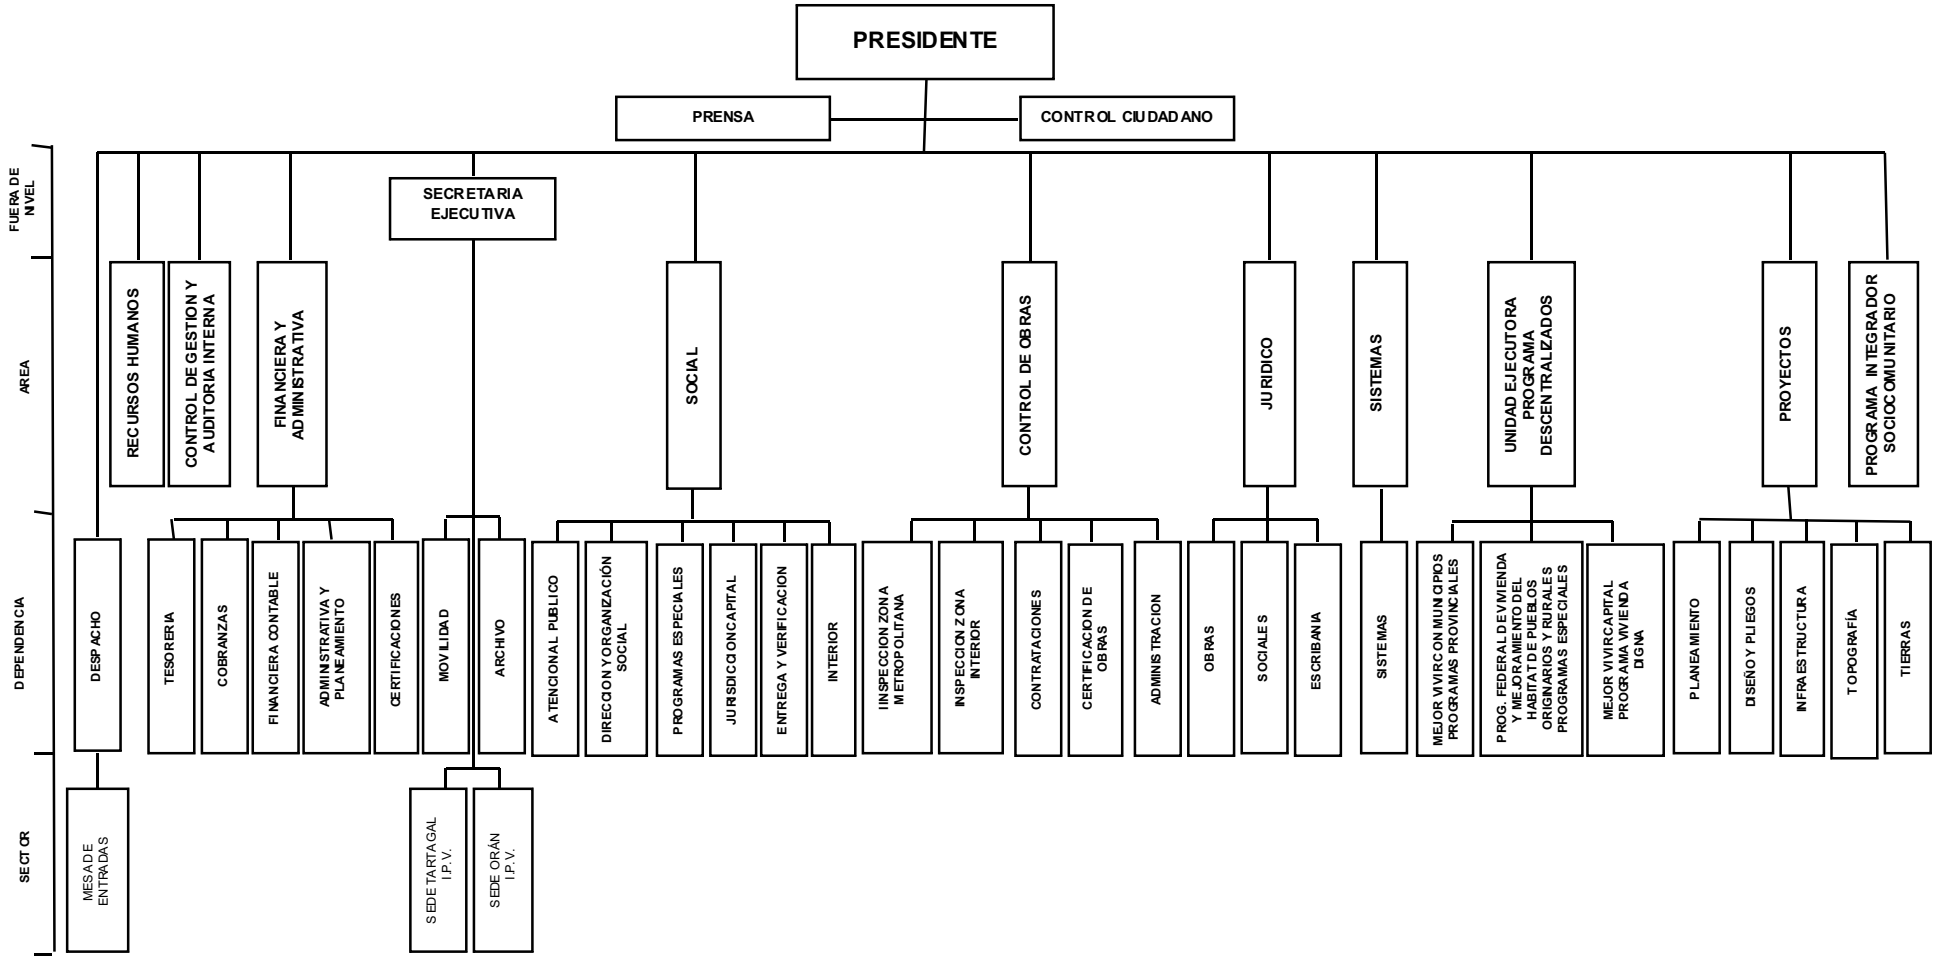 PRESIDENTE
PRENSA
CONTROL CIUDADANO
FUERA DE
NIVEL
SECRETARIA
EJECUTIVA
AREA
RECURSOS HUMANOS
CONTROL DE GESTION Y
AUDITORIA INTERNA
FINANCIERA Y
ADMINISTRATIVA
SOCIAL
CONTROL DE OBRAS
JURIDICO
SISTEMAS
UNIDAD EJECUTORA
PROGRAMA
DESCENTRALIZADOS
PROYECTOS
PROGRAMA INTEGRADOR
SOCIOCOMUNITARIO
DEPENDENCIA
DESPACHO
TESORERIA
COBRANZAS
FINANCIERA CONTABLE
ADMINISTRATIVA Y
PLANEAMIENTO
CERTIFICACIONES
MOVILIDAD
ARCHIVO
ATENCION AL PUBLICO
DIRECCION Y ORGANIZACIÓN
SOCIAL
PROGRAMAS ESPECIALES
JURISDICCION CAPITAL
ENTREGA Y VERIFICACION
INTERIOR
INSPECCION ZONA
METROPOLITANA
INSPECCION ZONA
INTERIOR
CONTRATACIONES
CERTIFICACION DE
OBRAS
ADMINISTRACION
OBRAS
SOCIALES
ESCRIBANIA
SISTEMAS
MEJOR VIVIR CON MUNICIPIOS
PROGRAMAS PROVINCIALES
PROG. FEDERAL DE VIVIENDA
Y MEJORAMIENTO DEL
HABITAT DE PUEBLOS
ORIGINARIOS Y RURALES
PROGRAMAS ESPECIALES
MEJOR VIVIR CAPITAL
PROGRAMA VIVIENDA
DIGNA
PLANEAMIENTO
DISEÑO Y PLIEGOS
INFRAESTRUCTURA
TOPOGRAFÍA
TIERRAS
SECTOR
MESA DE
ENTRADAS
SEDE TARTAGAL
I.P.V.
SEDE ORÁN
I.P.V.